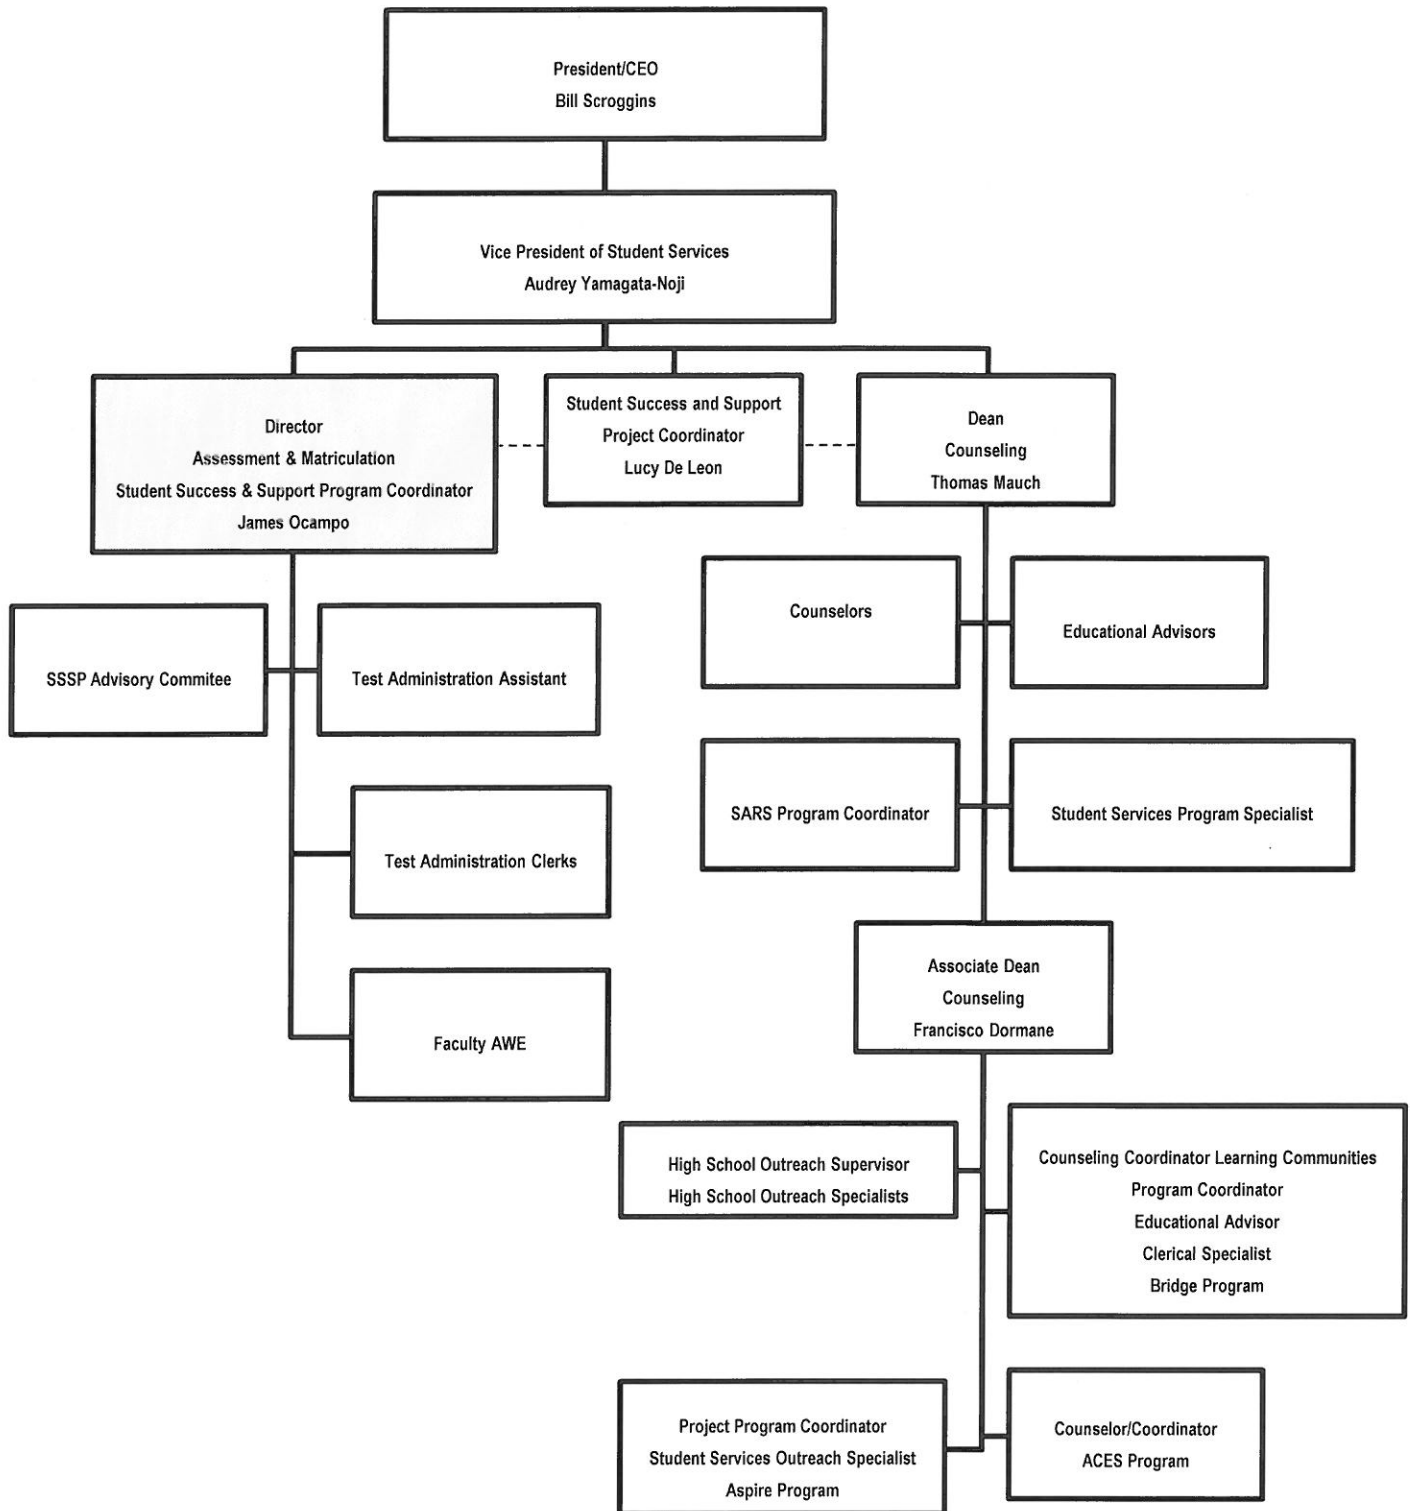 President/CEO
Bill Scroggins
Vice President of Student Services
Audrey Yamagata-Noji
Director
Assessment & Matriculation
Student Success & Support Program Coordinator
James Ocampo
Student Success and Support
Project Coordinator
Lucy De Leon
Dean
Counseling
Thomas Mauch
SSSP Advisory Commitee
Test Administration Assistant
Test Administration Clerks
Faculty AWE
Counselors
Educational Advisors
SARS Program Coordinator
Student Services Program Specialist
Associate Dean
Counseling
Francisco Dormane
High School Outreach Supervisor
High School Outreach Specialists
Counseling Coordinator Learning Communities
Program Coordinator
Educational Advisor
Clerical Specialist
Bridge Program
Project Program Coordinator
Student Services Outreach Specialist
Aspire Program
Counselor/Coordinator
ACES Program